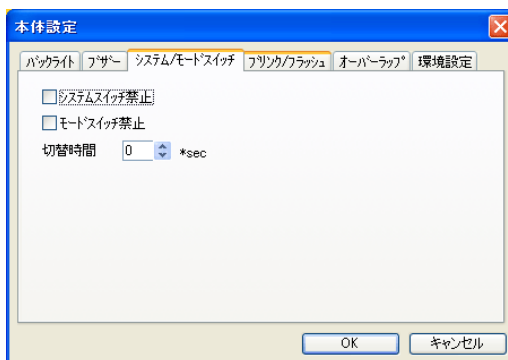 本体設定
バックライト ブザー システム/モードスイッチ ブリンク/フラッシュ オーバーラップ 環境設定
システムスイッチ禁止
モードスイッチ禁止
切替時間 0 *sec
OK キャンセル